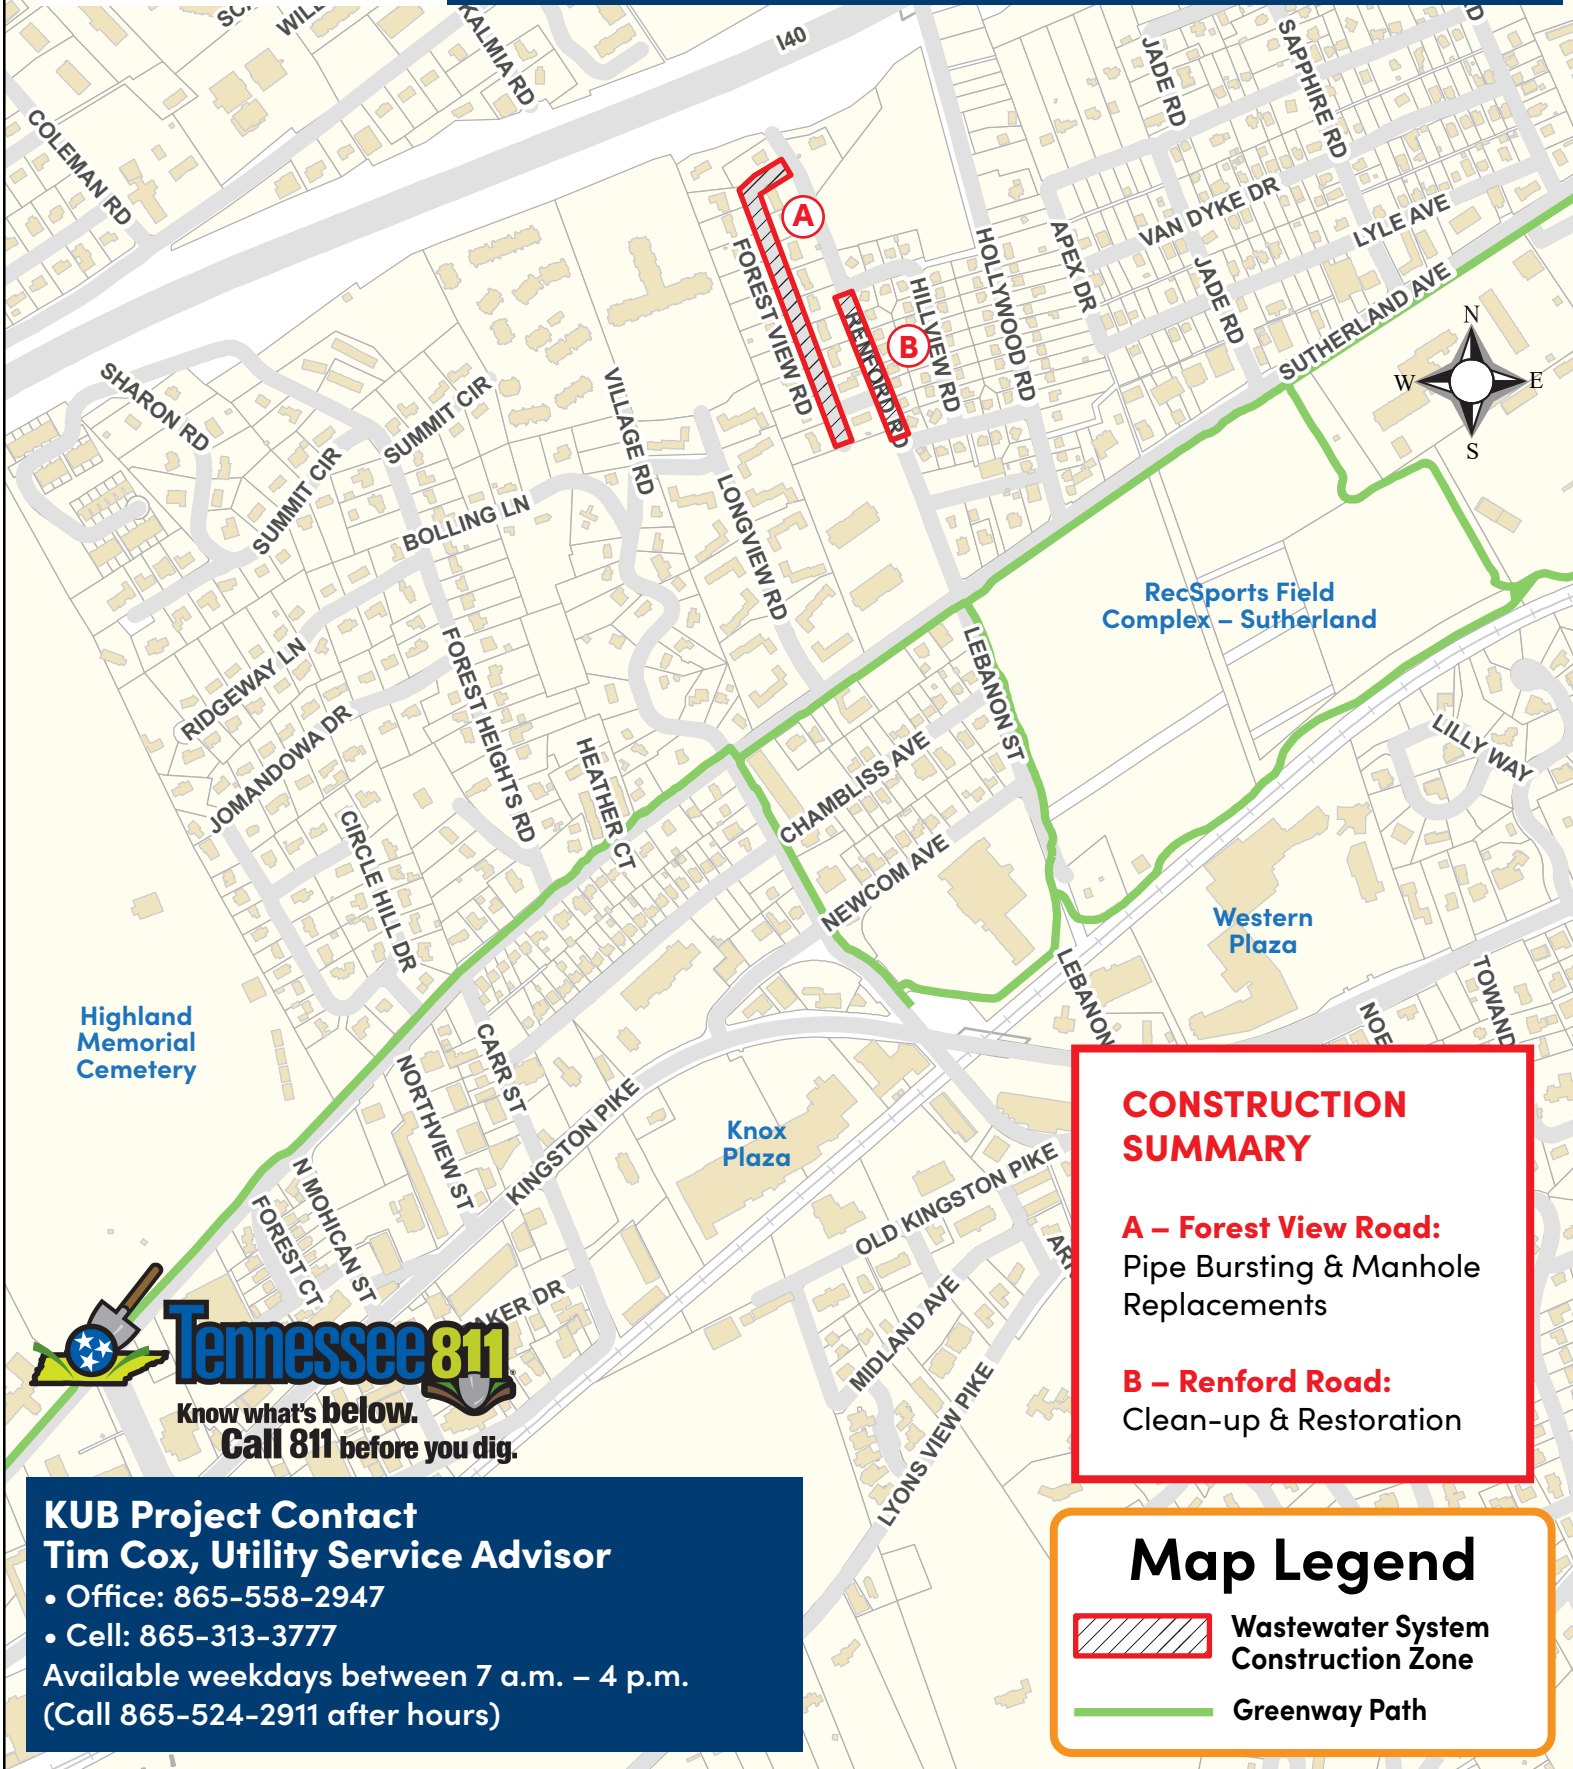 I40
KALMIA RD
COLEMAN RD
JADE RD
SAPPHIRE RD
A
VAN DYKE DR
LYLE AVE
FOREST VIEW RD
HOLLYWOOD RD
APEX DR
JADE RD
SUTHERLAND AVE
HILLVIEW RD
RENFORD RD
B
N
W
E
S
SHARON RD
SUMMIT CIR
SUMMIT CIR
VILLAGE RD
LONGVIEW RD
BOLLING LN
RecSports Field
Complex – Sutherland
RIDGEWAY LN
FOREST HEIGHTS RD
LEBANON ST
JOMANDOWA DR
HEATHER CT
CHAMBLISS AVE
LILLY WAY
CIRCLE HILL DR
NEWCOM AVE
Western
Plaza
LEBANON
TOWAND
NOE
Highland
Memorial
Cemetery
CARR ST
NORTHVIEW ST
KINGSTON PIKE
Knox
Plaza
OLD KINGSTON PIKE
N MOHICAN ST
FOREST CT
AKER DR
MIDLAND AVE
LYONS VIEW PIKE
CONSTRUCTION
SUMMARY
A – Forest View Road:
Pipe Bursting & Manhole
Replacements
B – Renford Road:
Clean-up & Restoration
Tennessee 811
Know what's below.
Call 811 before you dig.
KUB Project Contact
Tim Cox, Utility Service Advisor
• Office: 865-558-2947
• Cell: 865-313-3777
Available weekdays between 7 a.m. – 4 p.m.
(Call 865-524-2911 after hours)
Map Legend
Wastewater System
Construction Zone
Greenway Path